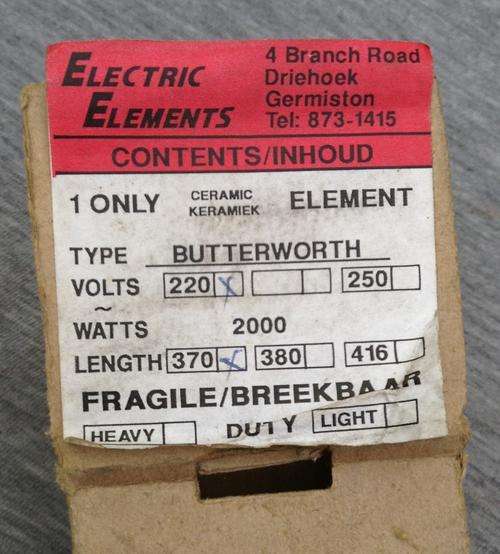 ELECTRIC ELEMENTS
4 Branch Road
Driehoek
Germiston
Tel: 873-1415
CONTENTS/INHOUD
1 ONLY CERAMIC KERAMIEK ELEMENT
TYPE BUTTERWORTH
VOLTS 220 X 250
~
WATTS 2000
LENGTH 370 X 380 416
FRAGILE/BREEKBAAR
HEAVY DUTY LIGHT